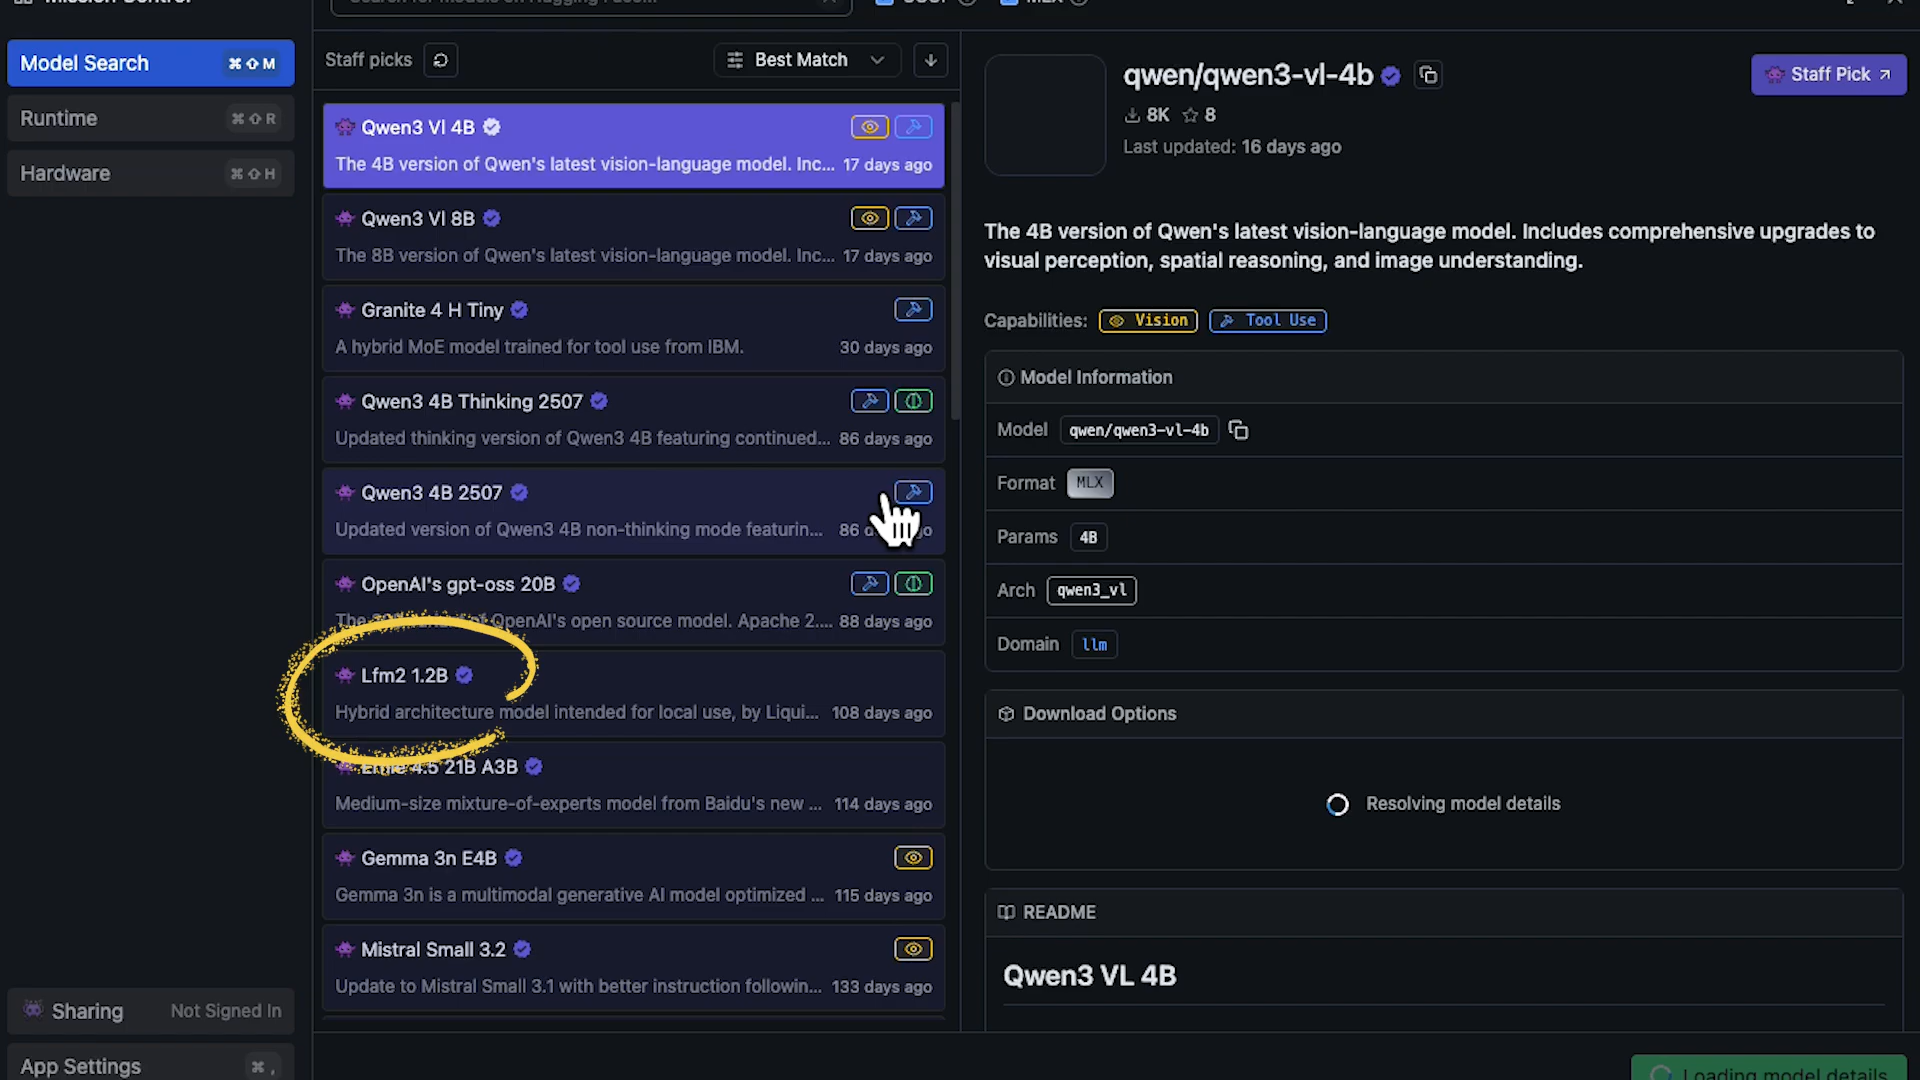 Mission Control
Search for models on Hugging Face...
GGUF
MLX
Model Search ⌘ ⇧ M
Runtime ⌘ ⇧ R
Hardware ⌘ ⇧ H
Sharing Not Signed In
App Settings ⌘ ,
Staff picks
Best Match
Qwen3 Vl 4B
The 4B version of Qwen's latest vision-language model. Inc... 17 days ago
Qwen3 Vl 8B
The 8B version of Qwen's latest vision-language model. Inc... 17 days ago
Granite 4 H Tiny
A hybrid MoE model trained for tool use from IBM. 30 days ago
Qwen3 4B Thinking 2507
Updated thinking version of Qwen3 4B featuring continued... 86 days ago
Qwen3 4B 2507
Updated version of Qwen3 4B non-thinking mode featurin... 86
OpenAI's gpt-oss 20B
The OpenAI's open source model. Apache 2.... 88 days ago
Lfm2 1.2B
Hybrid architecture model intended for local use, by Liqui... 108 days ago
Ernie 4.5 21B A3B
Medium-size mixture-of-experts model from Baidu's new ... 114 days ago
Gemma 3n E4B
Gemma 3n is a multimodal generative AI model optimized ... 115 days ago
Mistral Small 3.2
Update to Mistral Small 3.1 with better instruction followin... 133 days ago
qwen/qwen3-vl-4b
Staff Pick
8K 8
Last updated: 16 days ago
The 4B version of Qwen's latest vision-language model. Includes comprehensive upgrades to
visual perception, spatial reasoning, and image understanding.
Capabilities: Vision Tool Use
Model Information
Model qwen/qwen3-vl-4b
Format MLX
Params 4B
Arch qwen3_vl
Domain llm
Download Options
Resolving model details
README
Qwen3 VL 4B
Loading model details